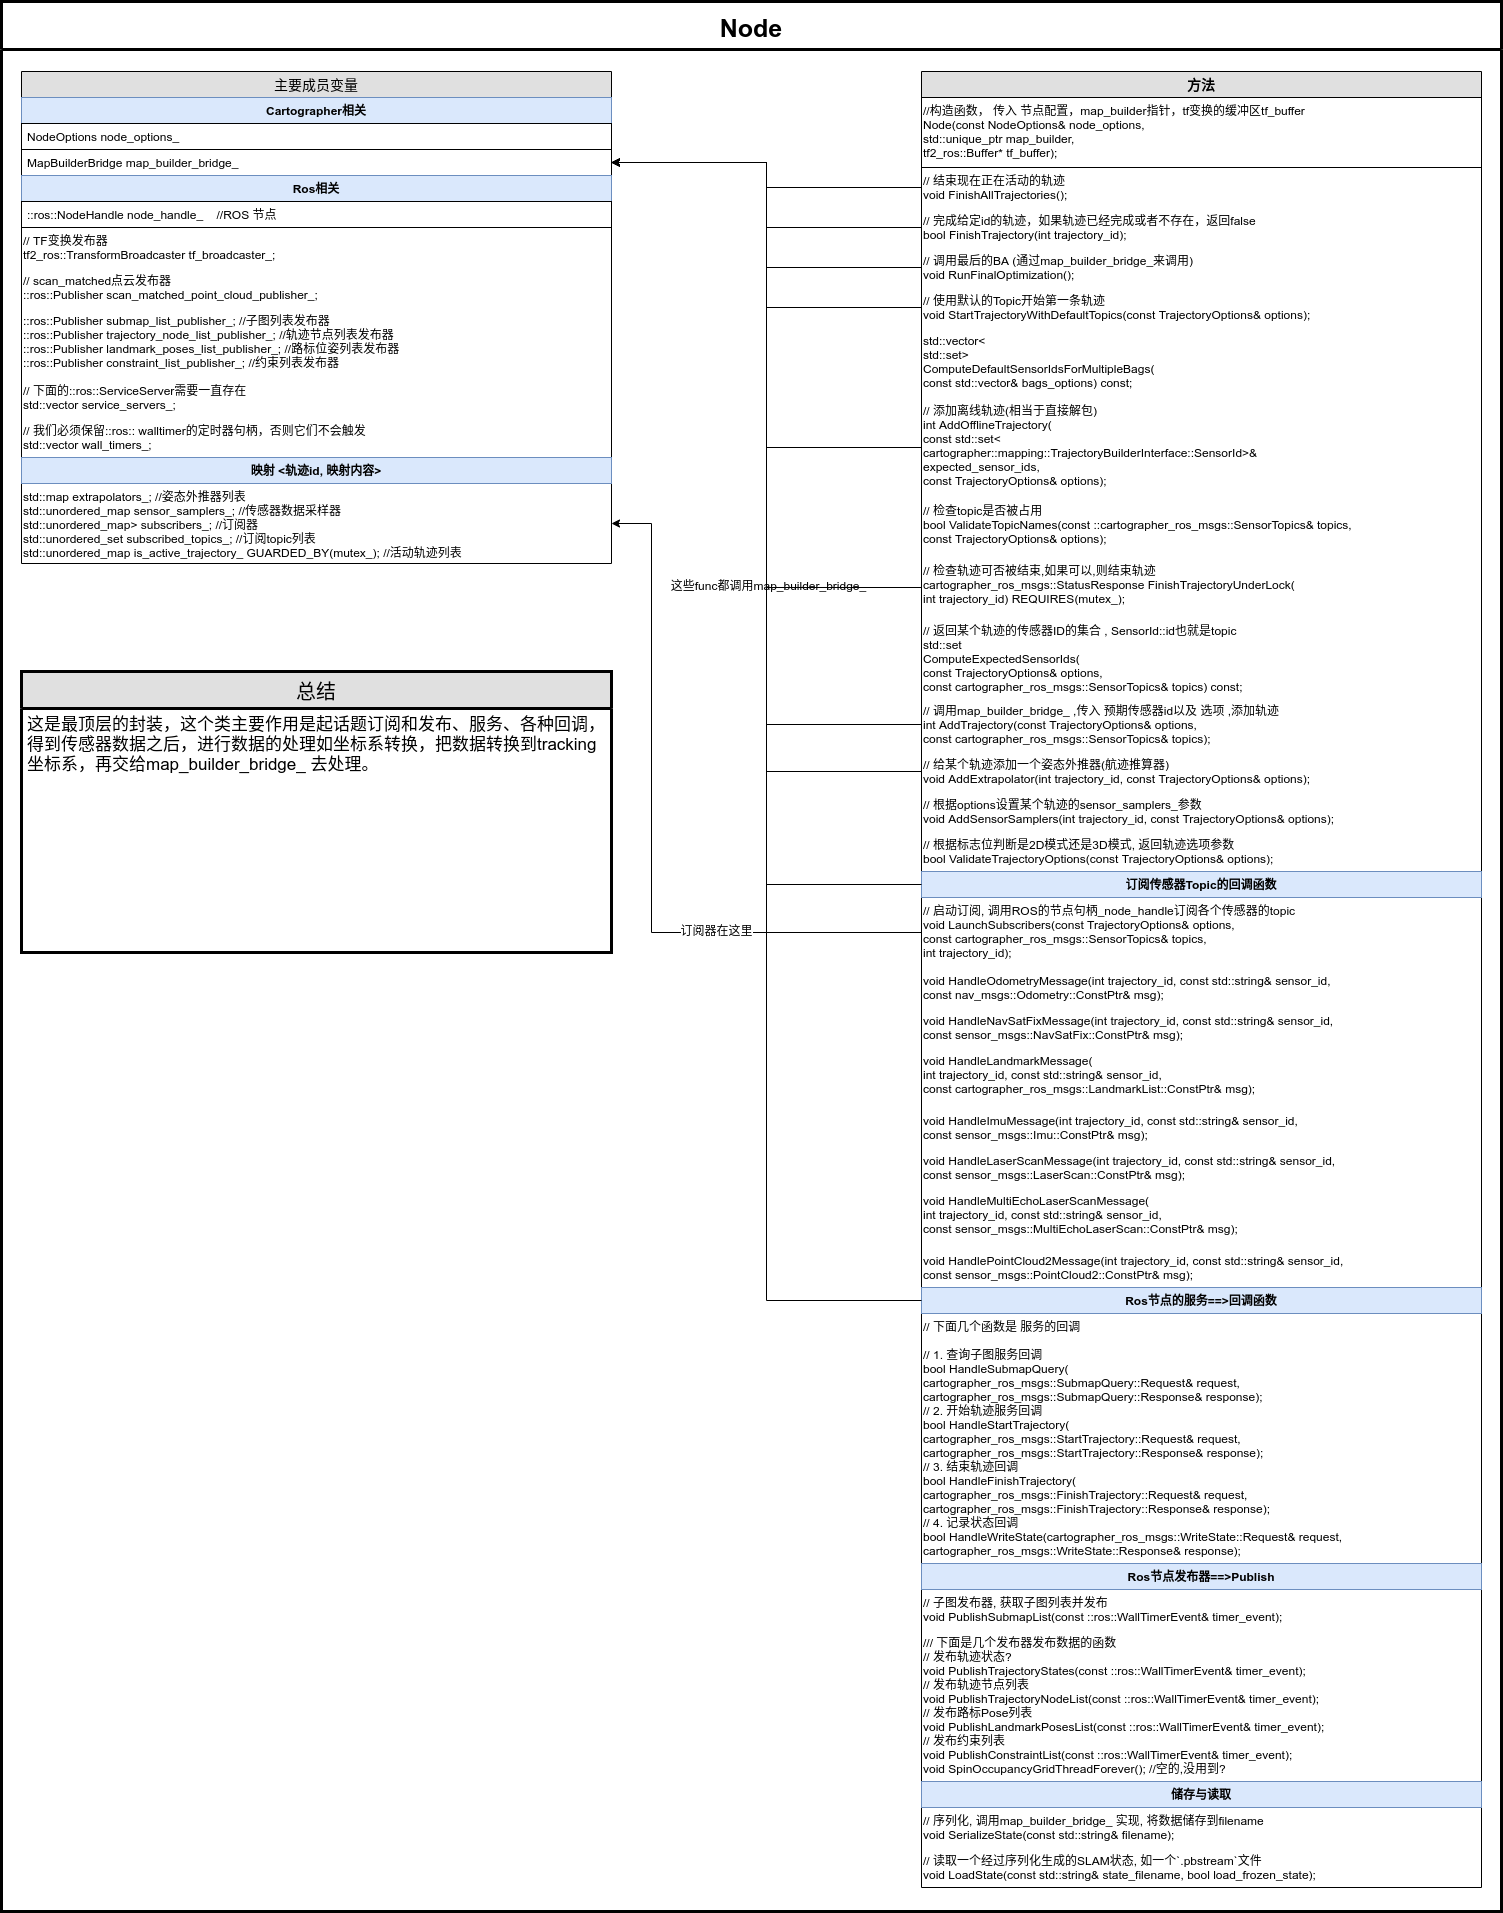 Node
主要成员变量
Cartographer相关
NodeOptions node_options_
MapBuilderBridge map_builder_bridge_
Ros相关
::ros::NodeHandle node_handle_ //ROS 节点
// TF变换发布器
tf2_ros::TransformBroadcaster tf_broadcaster_;
// scan_matched点云发布器
::ros::Publisher scan_matched_point_cloud_publisher_;
::ros::Publisher submap_list_publisher_; //子图列表发布器
::ros::Publisher trajectory_node_list_publisher_; //轨迹节点列表发布器
::ros::Publisher landmark_poses_list_publisher_; //路标位姿列表发布器
::ros::Publisher constraint_list_publisher_; //约束列表发布器
// 下面的::ros::ServiceServer需要一直存在
std::vector service_servers_;
// 我们必须保留::ros:: walltimer的定时器句柄，否则它们不会触发
std::vector wall_timers_;
映射 <轨迹id, 映射内容>
std::map extrapolators_; //姿态外推器列表
std::unordered_map sensor_samplers_; //传感器数据采样器
std::unordered_map> subscribers_; //订阅器
std::unordered_set subscribed_topics_; //订阅topic列表
std::unordered_map is_active_trajectory_ GUARDED_BY(mutex_); //活动轨迹列表
总结
这是最顶层的封装，这个类主要作用是起话题订阅和发布、服务、各种回调，
得到传感器数据之后，进行数据的处理如坐标系转换，把数据转换到tracking
坐标系，再交给map_builder_bridge_ 去处理。
这些func都调用map_builder_bridge_
订阅器在这里
方法
//构造函数， 传入 节点配置，map_builder指针，tf变换的缓冲区tf_buffer
Node(const NodeOptions& node_options,
std::unique_ptr map_builder,
tf2_ros::Buffer* tf_buffer);
// 结束现在正在活动的轨迹
void FinishAllTrajectories();
// 完成给定id的轨迹，如果轨迹已经完成或者不存在，返回false
bool FinishTrajectory(int trajectory_id);
// 调用最后的BA (通过map_builder_bridge_来调用)
void RunFinalOptimization();
// 使用默认的Topic开始第一条轨迹
void StartTrajectoryWithDefaultTopics(const TrajectoryOptions& options);
std::vector<
std::set>
ComputeDefaultSensorIdsForMultipleBags(
const std::vector& bags_options) const;
// 添加离线轨迹(相当于直接解包)
int AddOfflineTrajectory(
const std::set<
cartographer::mapping::TrajectoryBuilderInterface::SensorId>&
expected_sensor_ids,
const TrajectoryOptions& options);
// 检查topic是否被占用
bool ValidateTopicNames(const ::cartographer_ros_msgs::SensorTopics& topics,
const TrajectoryOptions& options);
// 检查轨迹可否被结束,如果可以,则结束轨迹
cartographer_ros_msgs::StatusResponse FinishTrajectoryUnderLock(
int trajectory_id) REQUIRES(mutex_);
// 返回某个轨迹的传感器ID的集合 , SensorId::id也就是topic
std::set
ComputeExpectedSensorIds(
const TrajectoryOptions& options,
const cartographer_ros_msgs::SensorTopics& topics) const;
// 调用map_builder_bridge_ ,传入 预期传感器id以及 选项 ,添加轨迹
int AddTrajectory(const TrajectoryOptions& options,
const cartographer_ros_msgs::SensorTopics& topics);
// 给某个轨迹添加一个姿态外推器(航迹推算器)
void AddExtrapolator(int trajectory_id, const TrajectoryOptions& options);
// 根据options设置某个轨迹的sensor_samplers_参数
void AddSensorSamplers(int trajectory_id, const TrajectoryOptions& options);
// 根据标志位判断是2D模式还是3D模式, 返回轨迹选项参数
bool ValidateTrajectoryOptions(const TrajectoryOptions& options);
订阅传感器Topic的回调函数
// 启动订阅, 调用ROS的节点句柄_node_handle订阅各个传感器的topic
void LaunchSubscribers(const TrajectoryOptions& options,
const cartographer_ros_msgs::SensorTopics& topics,
int trajectory_id);
void HandleOdometryMessage(int trajectory_id, const std::string& sensor_id,
const nav_msgs::Odometry::ConstPtr& msg);
void HandleNavSatFixMessage(int trajectory_id, const std::string& sensor_id,
const sensor_msgs::NavSatFix::ConstPtr& msg);
void HandleLandmarkMessage(
int trajectory_id, const std::string& sensor_id,
const cartographer_ros_msgs::LandmarkList::ConstPtr& msg);
void HandleImuMessage(int trajectory_id, const std::string& sensor_id,
const sensor_msgs::Imu::ConstPtr& msg);
void HandleLaserScanMessage(int trajectory_id, const std::string& sensor_id,
const sensor_msgs::LaserScan::ConstPtr& msg);
void HandleMultiEchoLaserScanMessage(
int trajectory_id, const std::string& sensor_id,
const sensor_msgs::MultiEchoLaserScan::ConstPtr& msg);
void HandlePointCloud2Message(int trajectory_id, const std::string& sensor_id,
const sensor_msgs::PointCloud2::ConstPtr& msg);
Ros节点的服务==>回调函数
// 下面几个函数是 服务的回调
// 1. 查询子图服务回调
bool HandleSubmapQuery(
cartographer_ros_msgs::SubmapQuery::Request& request,
cartographer_ros_msgs::SubmapQuery::Response& response);
// 2. 开始轨迹服务回调
bool HandleStartTrajectory(
cartographer_ros_msgs::StartTrajectory::Request& request,
cartographer_ros_msgs::StartTrajectory::Response& response);
// 3. 结束轨迹回调
bool HandleFinishTrajectory(
cartographer_ros_msgs::FinishTrajectory::Request& request,
cartographer_ros_msgs::FinishTrajectory::Response& response);
// 4. 记录状态回调
bool HandleWriteState(cartographer_ros_msgs::WriteState::Request& request,
cartographer_ros_msgs::WriteState::Response& response);
Ros节点发布器==>Publish
// 子图发布器, 获取子图列表并发布
void PublishSubmapList(const ::ros::WallTimerEvent& timer_event);
/// 下面是几个发布器发布数据的函数
// 发布轨迹状态?
void PublishTrajectoryStates(const ::ros::WallTimerEvent& timer_event);
// 发布轨迹节点列表
void PublishTrajectoryNodeList(const ::ros::WallTimerEvent& timer_event);
// 发布路标Pose列表
void PublishLandmarkPosesList(const ::ros::WallTimerEvent& timer_event);
// 发布约束列表
void PublishConstraintList(const ::ros::WallTimerEvent& timer_event);
void SpinOccupancyGridThreadForever(); //空的,没用到?
储存与读取
// 序列化, 调用map_builder_bridge_ 实现, 将数据储存到filename
void SerializeState(const std::string& filename);
// 读取一个经过序列化生成的SLAM状态, 如一个`.pbstream`文件
void LoadState(const std::string& state_filename, bool load_frozen_state);